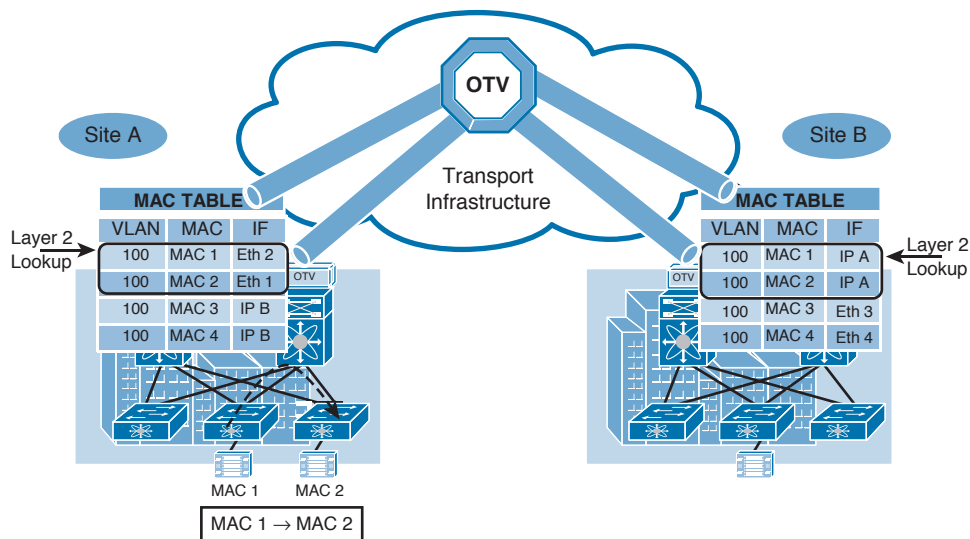 OTV
Site A
Site B
Transport
Infrastructure
MAC TABLE
VLAN MAC IF
100 MAC 1 Eth 2
100 MAC 2 Eth 1
100 MAC 3 IP B
100 MAC 4 IP B
Layer 2
Lookup
OTV
MAC TABLE
VLAN MAC IF
100 MAC 1 IP A
100 MAC 2 IP A
100 MAC 3 Eth 3
100 MAC 4 Eth 4
Layer 2
Lookup
OTV
MAC 1 MAC 2
MAC 1 → MAC 2